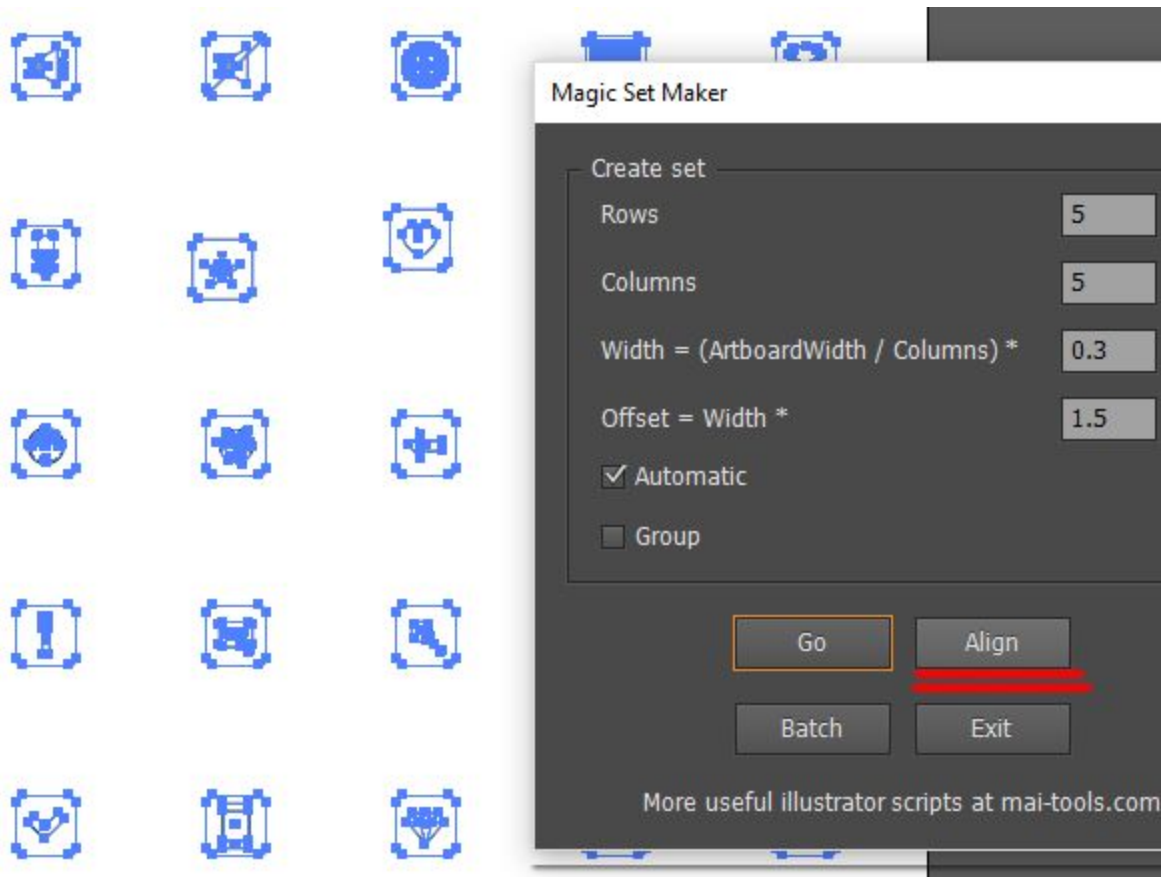 Magic Set Maker
Create set
Rows 5
Columns 5
Width = (ArtboardWidth / Columns) * 0.3
Offset = Width * 1.5
Automatic
Group
Go Align
Batch Exit
More useful illustrator scripts at mai-tools.com